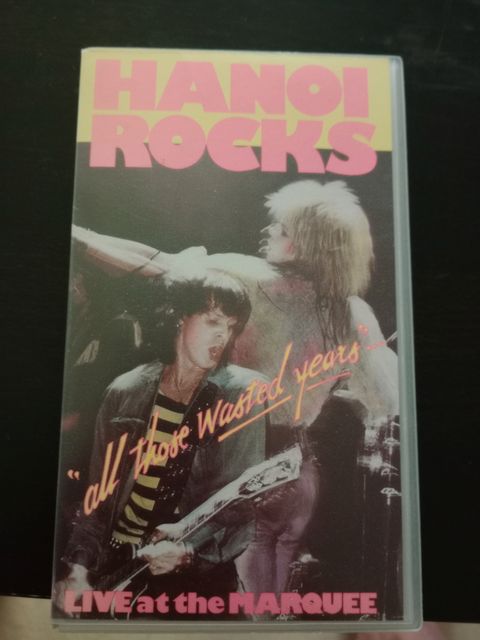 HANOI
ROCKS
"all those wasted years"
LIVE at the MARQUEE